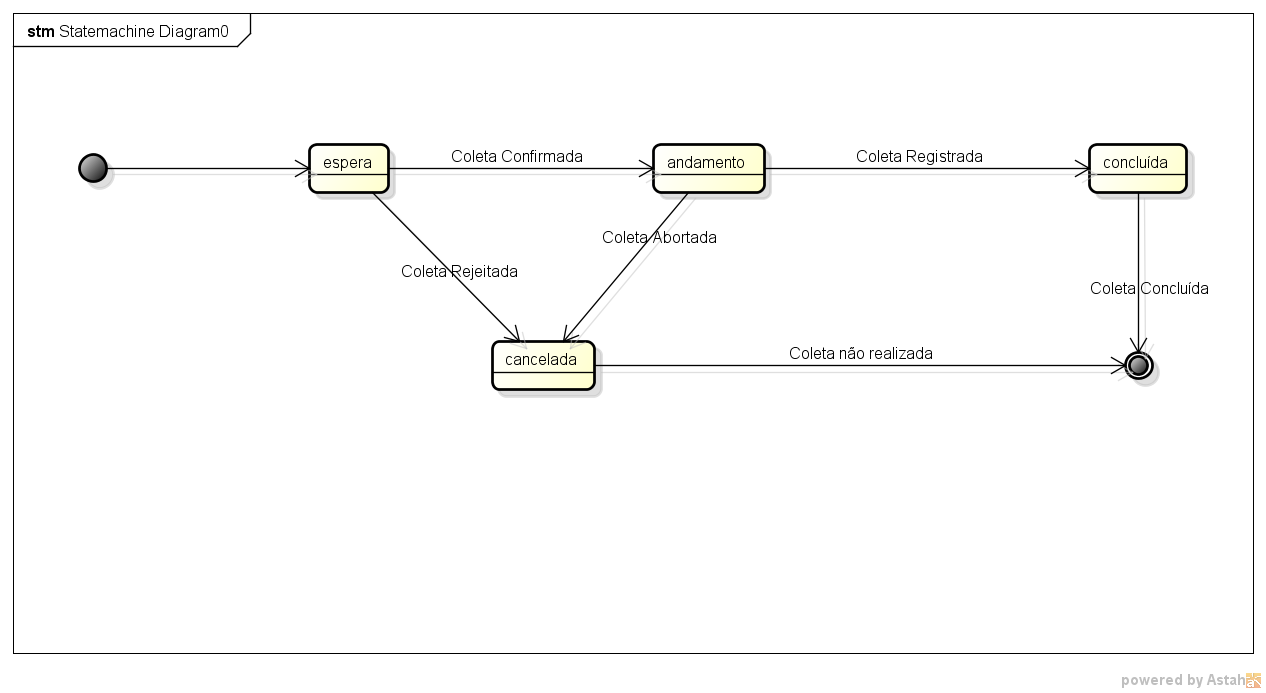 stm Statemachine Diagram0
espera
Coleta Confirmada
andamento
Coleta Registrada
concluída
Coleta Abortada
Coleta Rejeitada
Coleta Concluída
cancelada
Coleta não realizada
powered by Astah